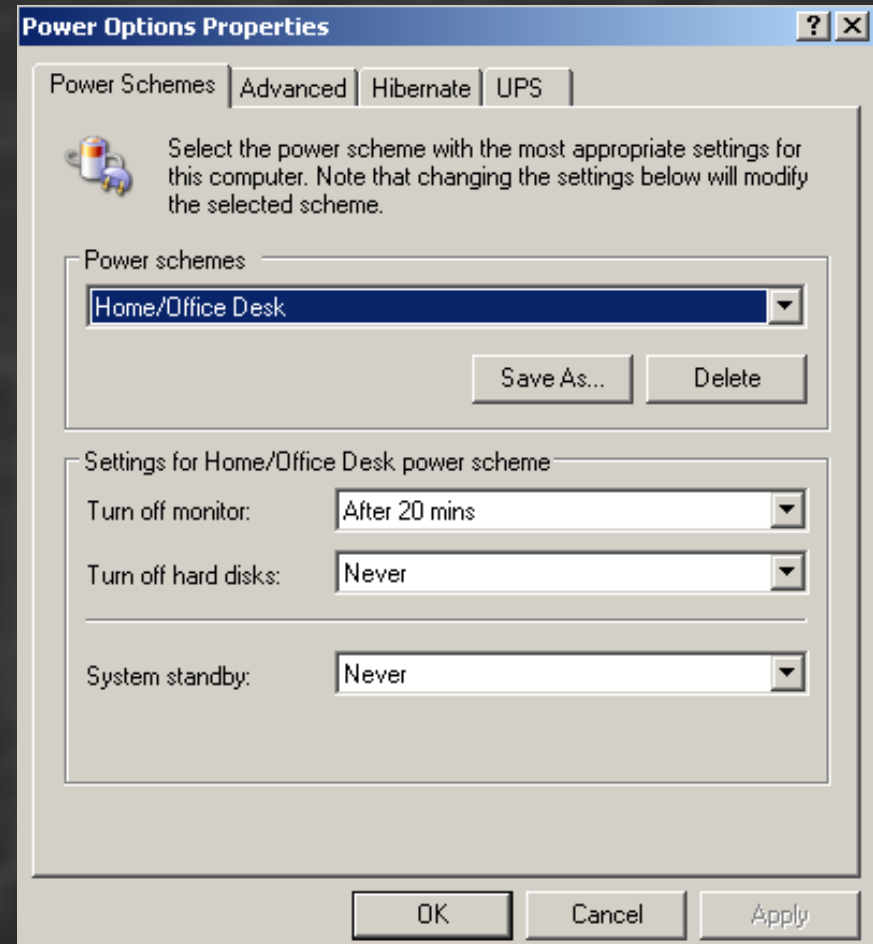 Power Options Properties
Power Schemes Advanced Hibernate UPS
Select the power scheme with the most appropriate settings for
this computer. Note that changing the settings below will modify
the selected scheme.
Power schemes
Home/Office Desk
Save As... Delete
Settings for Home/Office Desk power scheme
Turn off monitor: After 20 mins
Turn off hard disks: Never
System standby: Never
OK Cancel Apply